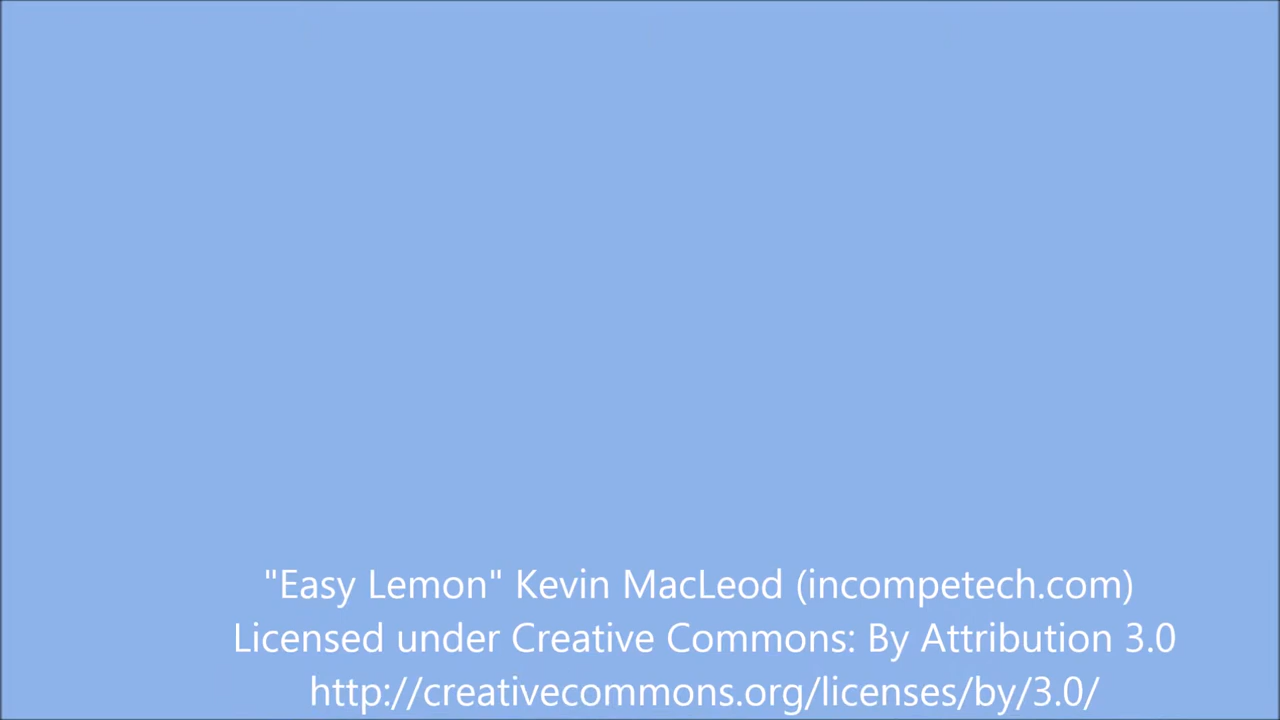 "Easy Lemon" Kevin MacLeod (incompetech.com)
Licensed under Creative Commons: By Attribution 3.0
http://creativecommons.org/licenses/by/3.0/